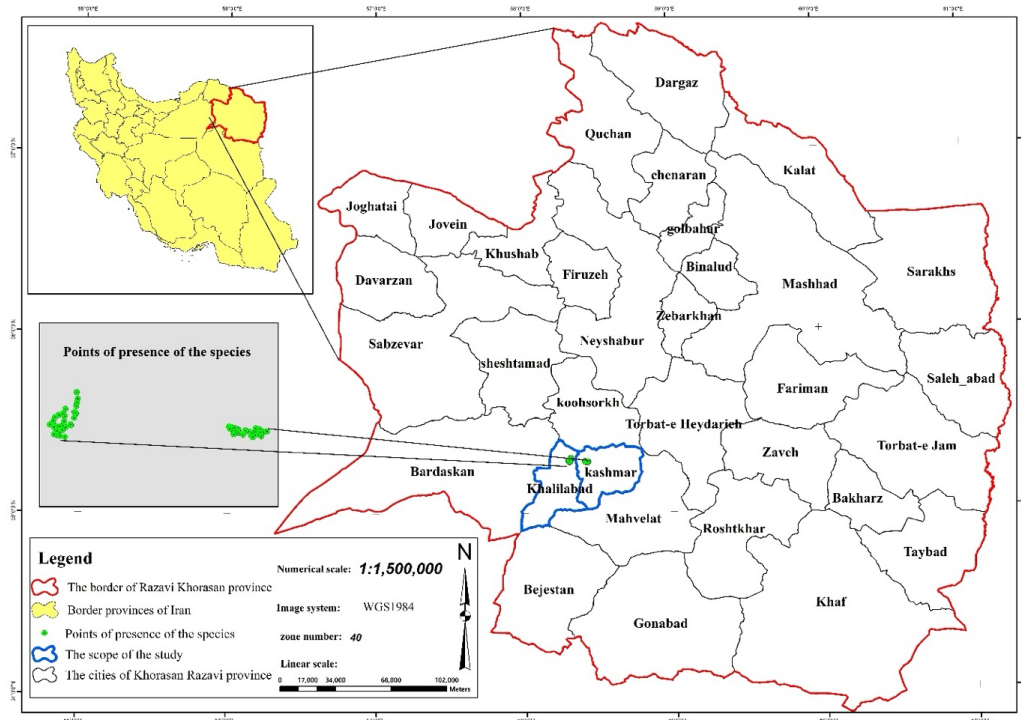 Dargaz
Quchan
chenaran
Kalat
Joghatai
Jovein
golbahar
Khushab
Binalud
Sarakhs
Davarzan
Firuzeh
Mashhad
Zebarkhan
Sabzevar
Neyshabur
Points of presence of the species
sheshtamad
Saleh_abad
Fariman
koohsorkh
Torbat-e Heydarieh
Torbat-e Jam
Zaveh
Bardaskan
kashmar
Khalilabad
Bakharz
Mahvelat
Roshtkhar
Taybad
Bejestan
Khaf
Gonabad
Legend
The border of Razavi Khorasan province
Border provinces of Iran
Points of presence of the species
The scope of the study
The cities of Khorasan Razavi province
Numerical scale: 1:1,500,000
Image system: WGS1984
zone number: 40
Linear scale:
0 17,000 34,000 68,000 102,000
Meters
N